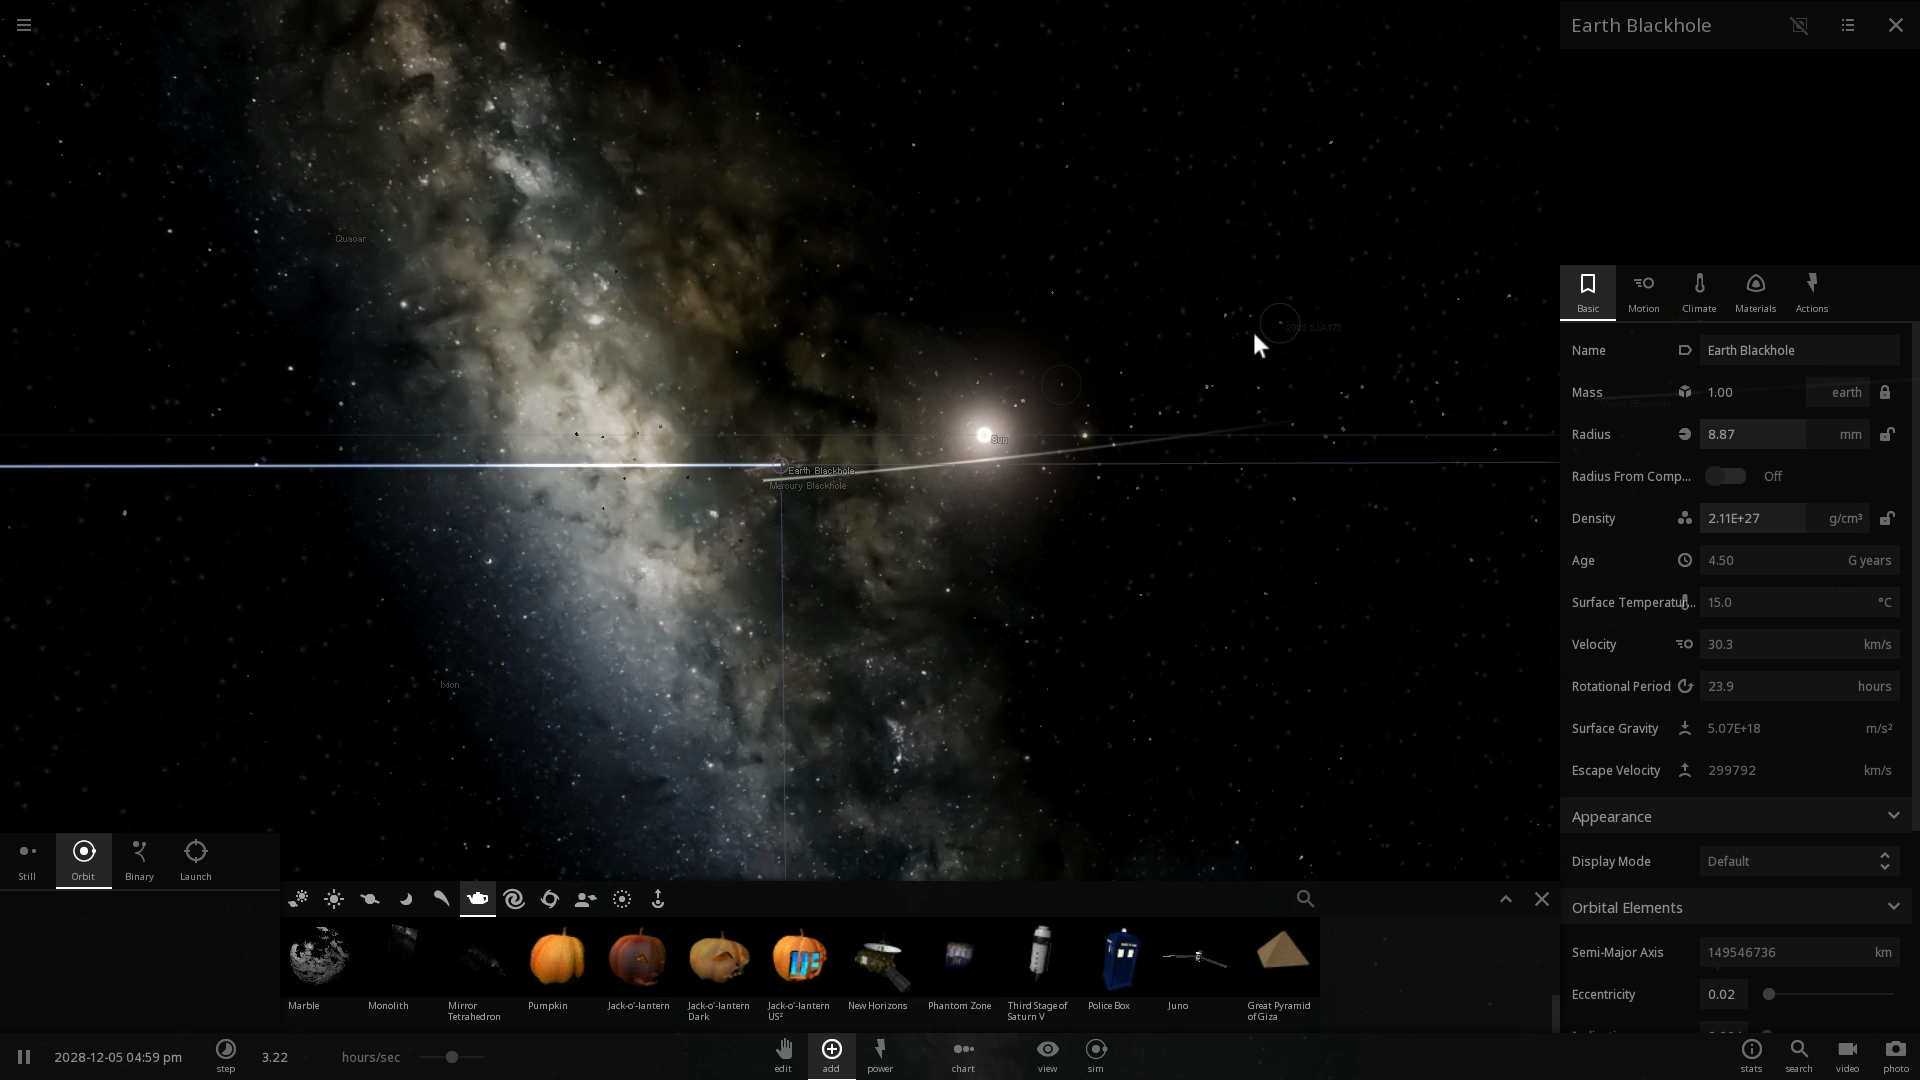 Earth Blackhole
Quaoar
2005 SJA175
Sun
Earth Blackhole
Mercury Blackhole
Ixion
Basic
Motion
Climate
Materials
Actions
Name Earth Blackhole
Mass 1.00 earth
Radius 8.87 mm
Radius From Comp... Off
Density 2.11E+27 g/cm³
Age 4.50 G years
Surface Temperatur... 15.0 °C
Velocity 30.3 km/s
Rotational Period 23.9 hours
Surface Gravity 5.07E+18 m/s²
Escape Velocity 299792 km/s
Appearance
Display Mode Default
Orbital Elements
Semi-Major Axis 149546736 km
Eccentricity 0.02
Still
Orbit
Binary
Launch
Marble
Monolith
Mirror
Tetrahedron
Pumpkin
Jack-o'-lantern
Jack-o'-lantern
Dark
Jack-o'-lantern
US²
New Horizons
Phantom Zone
Third Stage of
Saturn V
Police Box
Juno
Great Pyramid
of Giza
2028-12-05 04:59 pm
step
3.22 hours/sec
edit
add
power
chart
view
sim
stats
search
video
photo